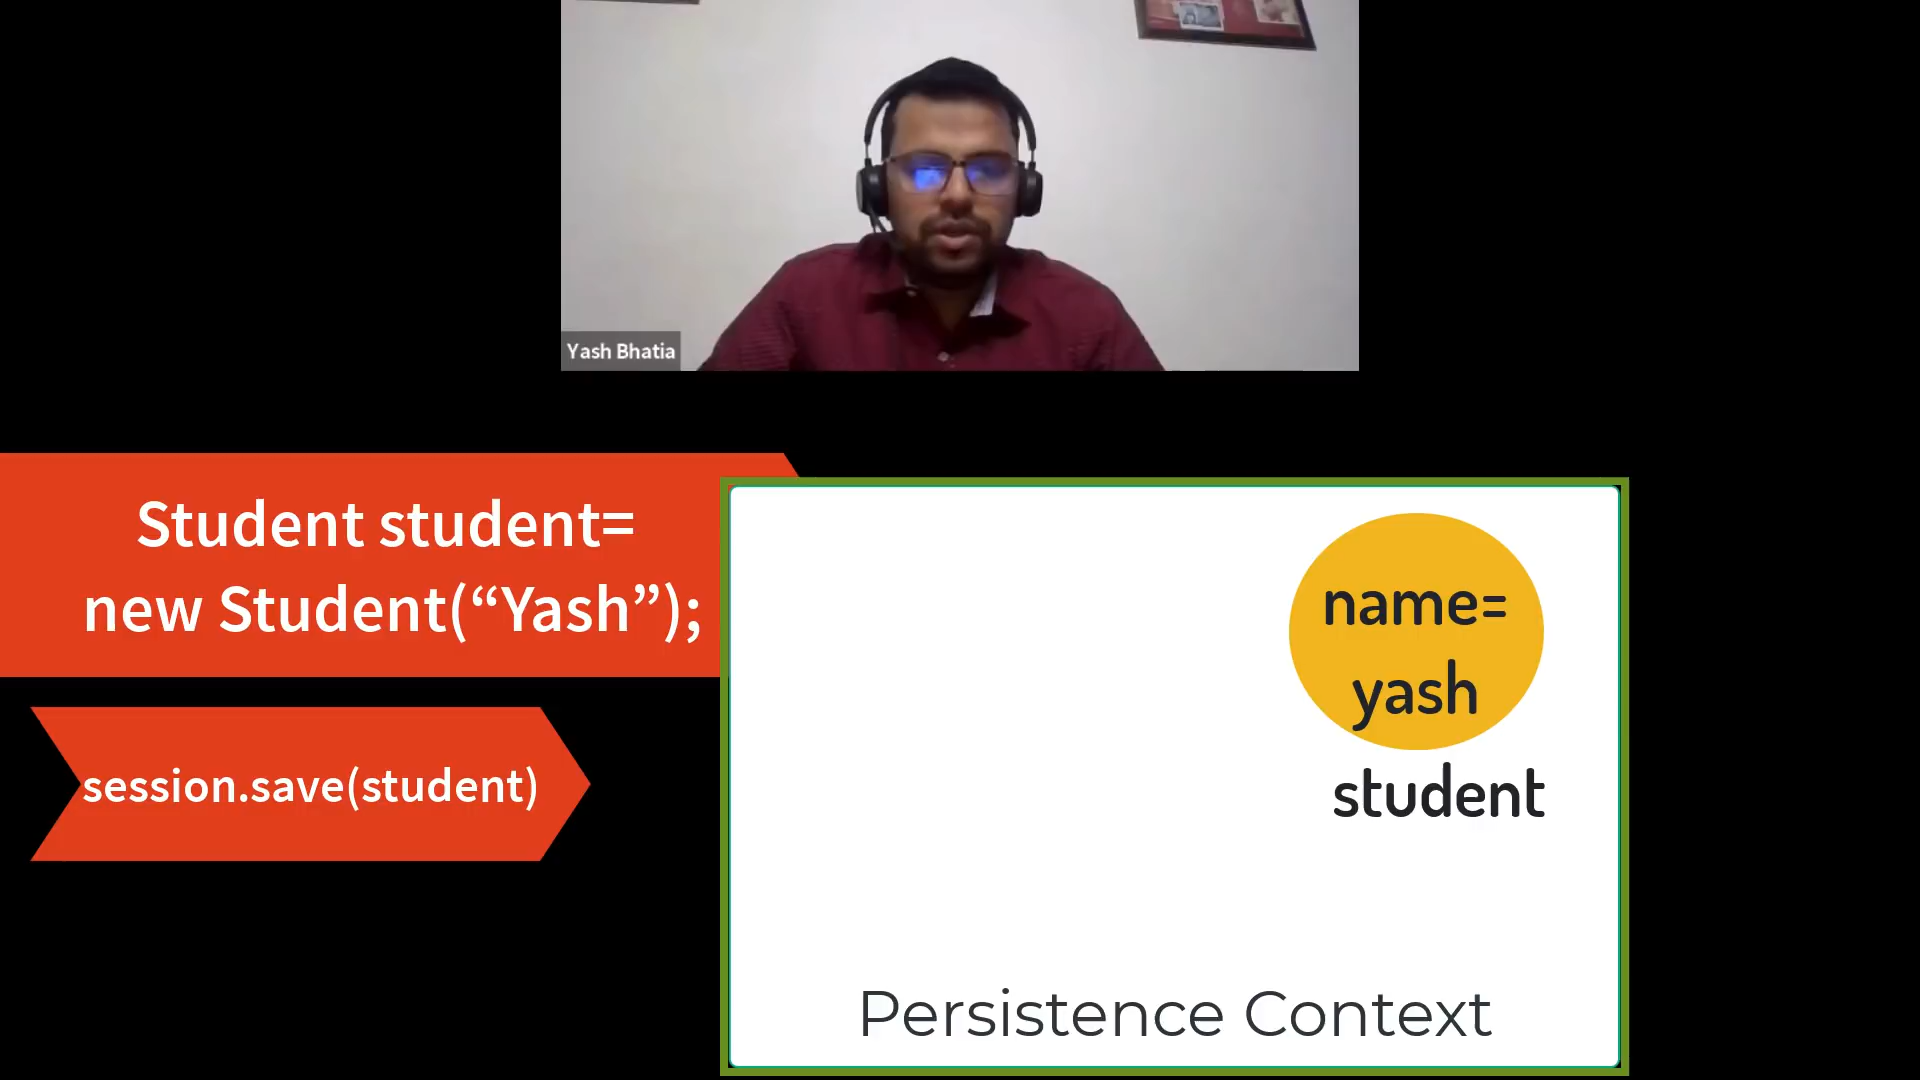 Yash Bhatia
Student student=
new Student(“Yash”);
session.save(student)
name=
yash
student
Persistence Context